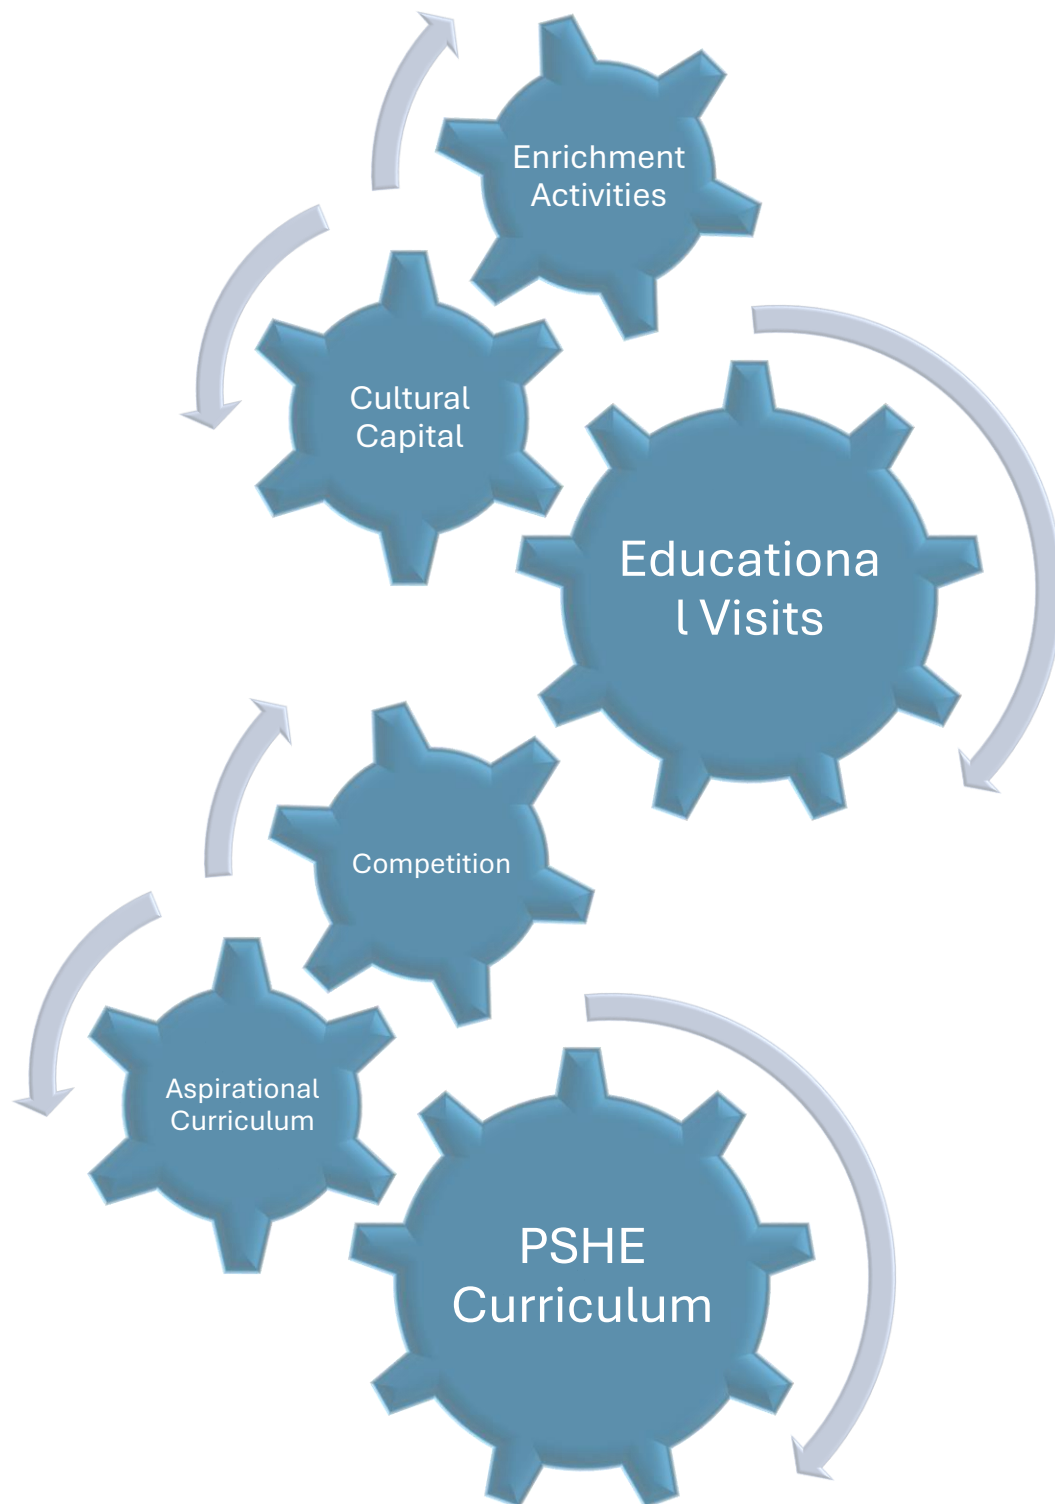 Enrichment
Activities
Cultural
Capital
Educationa
l Visits
Competition
Aspirational
Curriculum
PSHE
Curriculum